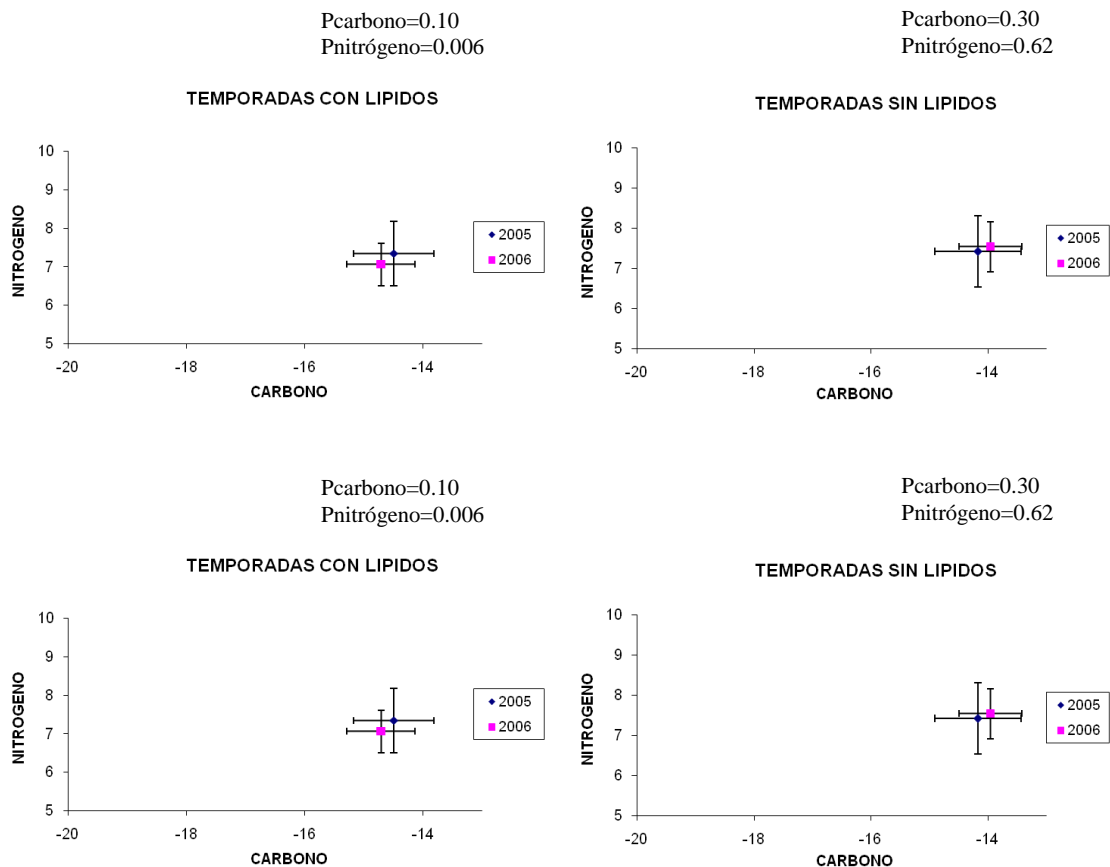 Pcarbono=0.10
Pnitrógeno=0.006
TEMPORADAS CON LIPIDOS
10
9
8
7
6
5
NITROGENO
-20
-16
-14
CARBONO
2005
2006
Pcarbono=0.30
Pnitrógeno=0.62
TEMPORADAS SIN LIPIDOS
10
9
8
7
6
5
NITROGENO
-20
-16
-14
CARBONO
2005
2006
Pcarbono=0.10
Pnitrógeno=0.006
TEMPORADAS CON LIPIDOS
10
9
8
7
6
5
NITROGENO
-20
-16
-14
CARBONO
2005
2006
Pcarbono=0.30
Pnitrógeno=0.62
TEMPORADAS SIN LIPIDOS
10
9
8
7
6
5
NITROGENO
-20
-16
-14
CARBONO
2005
2006